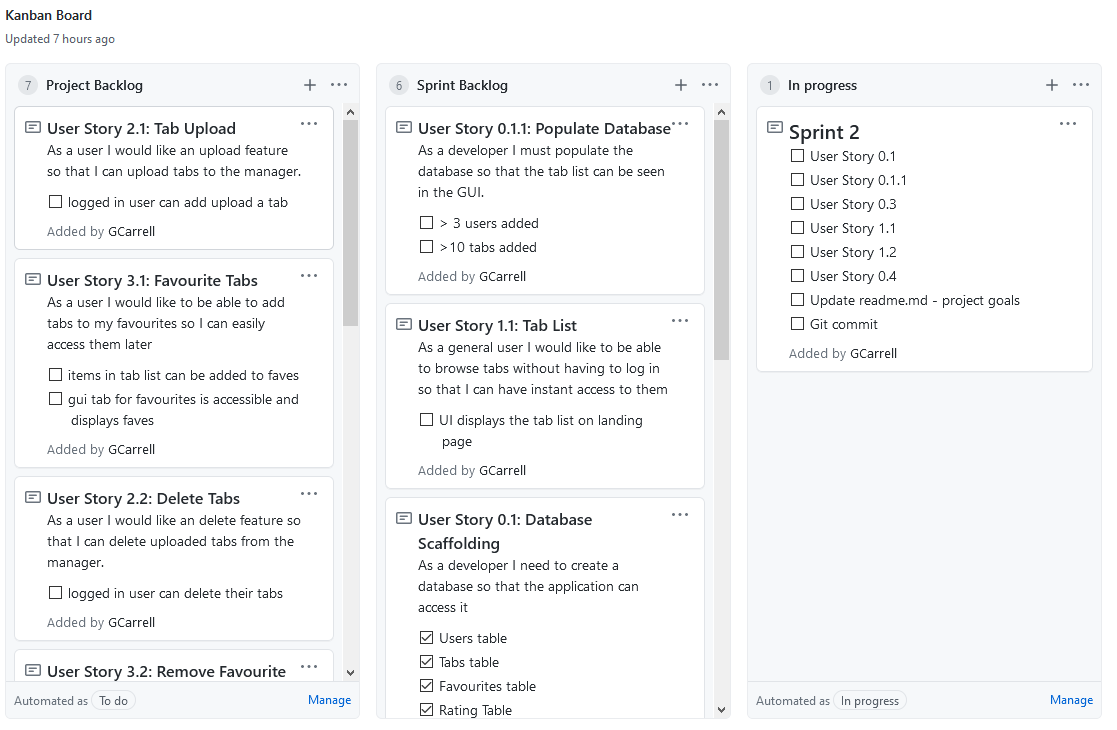 Kanban Board
Updated 7 hours ago
7 Project Backlog
User Story 2.1: Tab Upload
As a user I would like an upload feature
so that I can upload tabs to the manager.
logged in user can add upload a tab
Added by GCarrell
User Story 3.1: Favourite Tabs
As a user I would like to be able to add
tabs to my favourites so I can easily
access them later
items in tab list can be added to faves
gui tab for favourites is accessible and
displays faves
Added by GCarrell
User Story 2.2: Delete Tabs
As a user I would like an delete feature so
that I can delete uploaded tabs from the
manager.
logged in user can delete their tabs
Added by GCarrell
User Story 3.2: Remove Favourite
Automated as To do Manage
6 Sprint Backlog
User Story 0.1.1: Populate Database
As a developer I must populate the
database so that the tab list can be seen
in the GUI.
> 3 users added
>10 tabs added
Added by GCarrell
User Story 1.1: Tab List
As a general user I would like to be able
to browse tabs without having to log in
so that I can have instant access to them
UI displays the tab list on landing
page
Added by GCarrell
User Story 0.1: Database
Scaffolding
As a developer I need to create a
database so that the application can
access it
Users table
Tabs table
Favourites table
Rating Table
1 In progress
Sprint 2
User Story 0.1
User Story 0.1.1
User Story 0.3
User Story 1.1
User Story 1.2
User Story 0.4
Update readme.md - project goals
Git commit
Added by GCarrell
Automated as In progress Manage